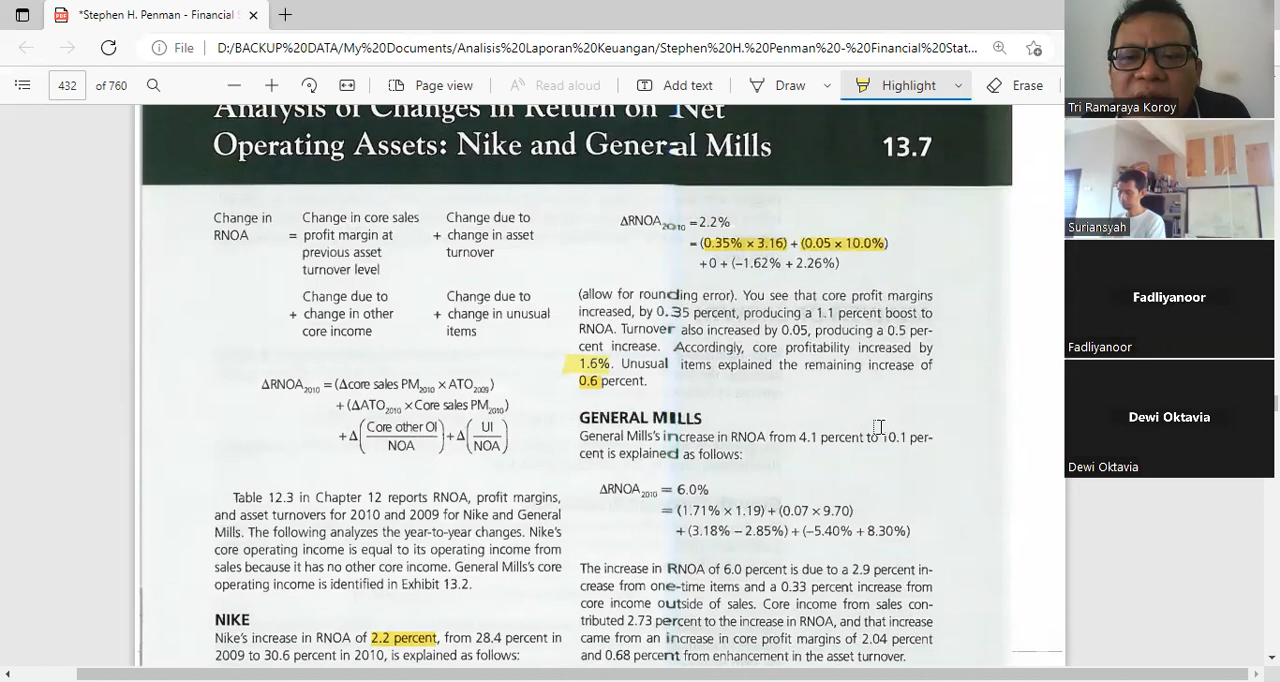 *Stephen H. Penman - Financial S
File
D:/BACKUP%20DATA/My%20Documents/Analisis%20Laporan%20Keuangan/Stephen%20H.%20Penman%20-%20Financial%20Stat...
432 of 760
Page view
Read aloud
Add text
Draw
Highlight
Erase
Analysis of Changes in Return on Net
Operating Assets: Nike and General Mills
13.7
Change in RNOA
= Change in core sales profit margin at previous asset turnover level
+ Change due to change in asset turnover
+ Change due to change in other core income
+ Change due to change in unusual items
ΔRNOA2010 = (Δcore sales PM2010 × ATO2009)
+ (ΔATO2010 × Core sales PM2010)
+ Δ(Core other OI / NOA) + Δ(UI / NOA)
Table 12.3 in Chapter 12 reports RNOA, profit margins,
and asset turnovers for 2010 and 2009 for Nike and General
Mills. The following analyzes the year-to-year changes. Nike's
core operating income is equal to its operating income from
sales because it has no other core income. General Mills's core
operating income is identified in Exhibit 13.2.
NIKE
Nike's increase in RNOA of 2.2 percent, from 28.4 percent in
2009 to 30.6 percent in 2010, is explained as follows:
ΔRNOA2010 = 2.2%
= (0.35% × 3.16) + (0.05 × 10.0%)
+ 0 + (−1.62% + 2.26%)
(allow for rounding error). You see that core profit margins
increased, by 0.35 percent, producing a 1.1 percent boost to
RNOA. Turnover also increased by 0.05, producing a 0.5 per-
cent increase. Accordingly, core profitability increased by
1.6%. Unusual items explained the remaining increase of
0.6 percent.
GENERAL MILLS
General Mills's increase in RNOA from 4.1 percent to 10.1 per-
cent is explained as follows:
ΔRNOA2010 = 6.0%
= (1.71% × 1.19) + (0.07 × 9.70)
+ (3.18% − 2.85%) + (−5.40% + 8.30%)
The increase in RNOA of 6.0 percent is due to a 2.9 percent in-
crease from one-time items and a 0.33 percent increase from
core income outside of sales. Core income from sales con-
tributed 2.73 percent to the increase in RNOA, and that increase
came from an increase in core profit margins of 2.04 percent
and 0.68 percent from enhancement in the asset turnover.
Tri Ramaraya Koroy
Suriansyah
Fadliyanoor
Fadliyanoor
Dewi Oktavia
Dewi Oktavia